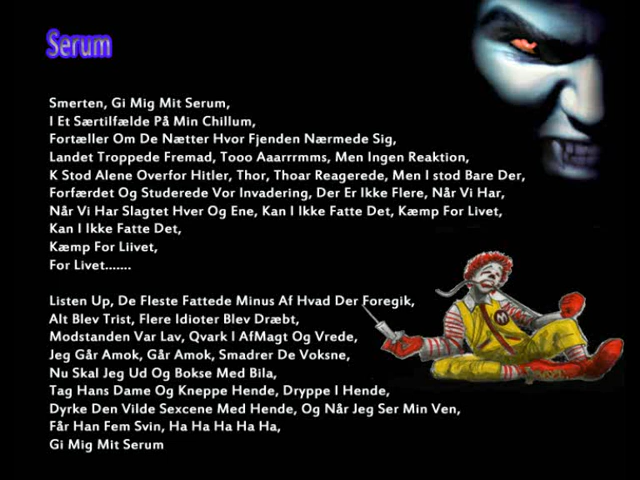 Serum
Smerten, Gi Mig Mit Serum,
I Et Særtilfælde På Min Chillum,
Fortæller Om De Nætter Hvor Fjenden Nærmede Sig,
Landet Troppede Fremad, Tooo Aaarrrmms, Men Ingen Reaktion,
K Stod Alene Overfor Hitler, Thor, Thoar Reagerede, Men I stod Bare Der,
Forfærdet Og Studerede Vor Invadering, Der Er Ikke Flere, Når Vi Har,
Når Vi Har Slagtet Hver Og Ene, Kan I Ikke Fatte Det, Kæmp For Livet,
Kan I Ikke Fatte Det,
Kæmp For Liivet,
For Livet.......
Listen Up, De Fleste Fattede Minus Af Hvad Der Foregik,
Alt Blev Trist, Flere Idioter Blev Dræbt,
Modstanden Var Lav, Qvark I AfMagt Og Vrede,
Jeg Går Amok, Går Amok, Smadrer De Voksne,
Nu Skal Jeg Ud Og Bokse Med Bila,
Tag Hans Dame Og Kneppe Hende, Dryppe I Hende,
Dyrke Den Vilde Sexcene Med Hende, Og Når Jeg Ser Min Ven,
Får Han Fem Svin, Ha Ha Ha Ha Ha,
Gi Mig Mit Serum
M